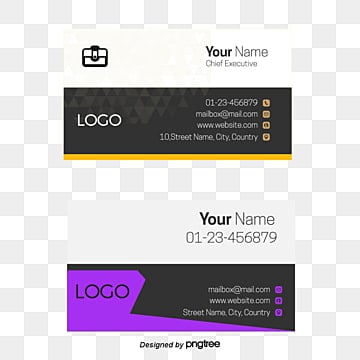 Your Name
Chief Executive
LOGO
01-23-456879
mailbox@mail.com
www.website.com
10,Street Name, City, Country
Your Name
01-23-456879
LOGO
mailbox@mail.com
www.website.com
Street Name, City, Country
Designed by pngtree